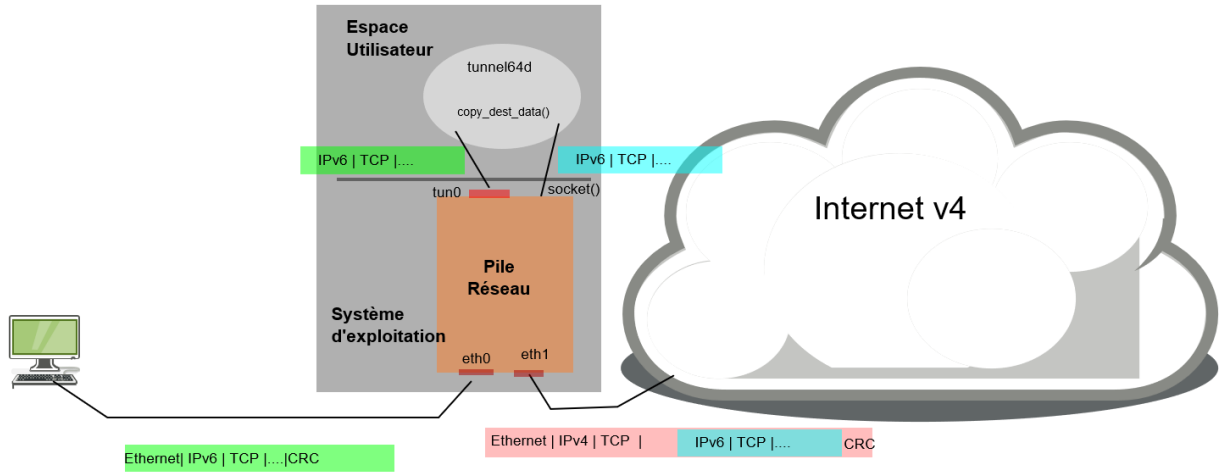 Espace
Utilisateur
tunnel64d
copy_dest_data()
IPv6 | TCP |....
IPv6 | TCP |....
tun0
socket()
Internet v4
Pile
Réseau
Système
d'exploitation
eth0
eth1
Ethernet | IPv4 | TCP |
IPv6 | TCP |....
CRC
Ethernet| IPv6 | TCP |....|CRC